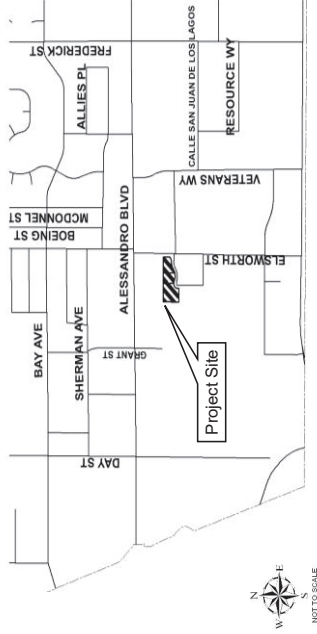 FREDERICK ST
ALLIES PL
CALLE SAN JUAN DE LOS LAGOS
RESOURCE WY
VETERANS WY
MCDONNEL ST
BOEING ST
ALESSANDRO BLVD
ELSWORTH ST
BAY AVE
SHERMAN AVE
GRANT ST
Project Site
DAY ST
N
W
E
S
NOT TO SCALE